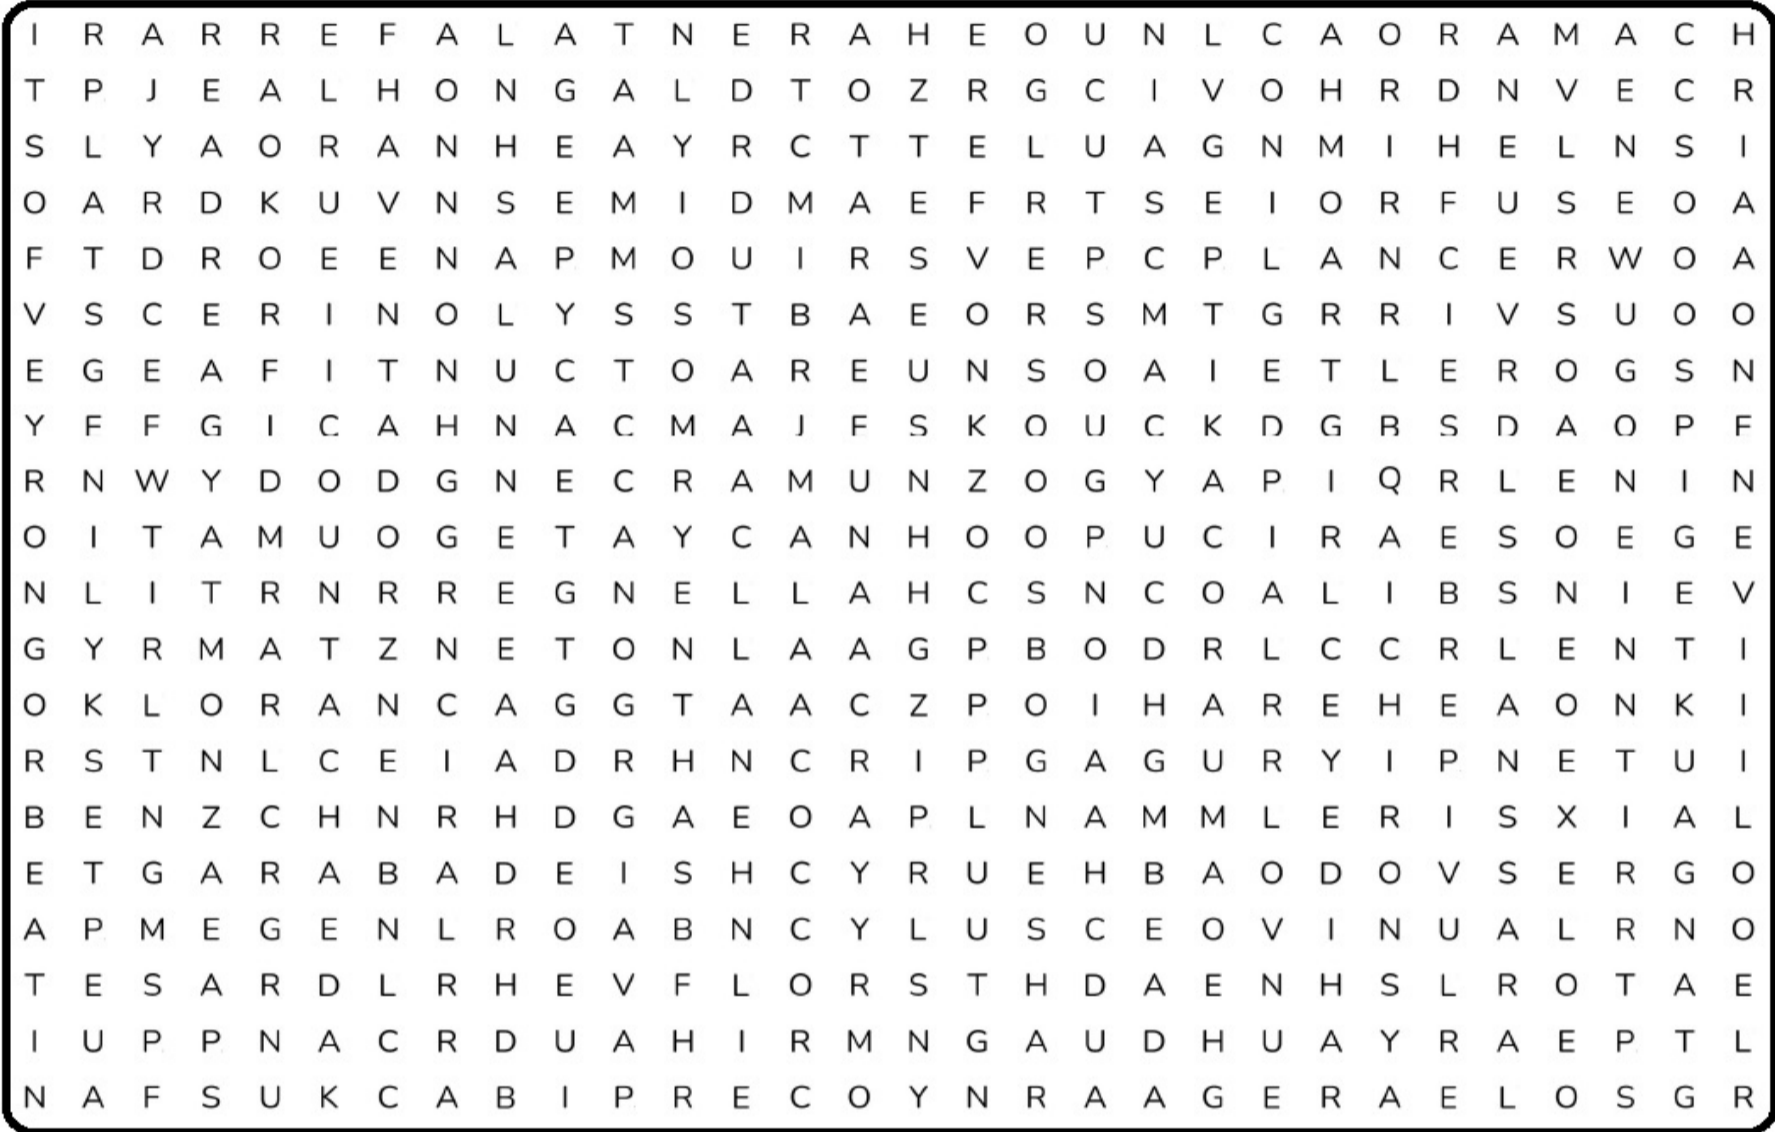 I R A R R E F A L A T N E R A H E O U N L C A O R A M A C H
T P J E A L H O N G A L D T O Z R G C I V O H R D N V E C R
S L Y A O R A N H E A Y R C T T E L U A G N M I H E L N S I
O A R D K U V N S E M I D M A E F R T S E I O R F U S E O A
F T D R O E E N A P M O U I R S V E P C P L A N C E R W O A
V S C E R I N O L Y S S T B A E O R S M T G R R I V S U O O
E G E A F I T N U C T O A R E U N S O A I E T L E R O G S N
Y F F G I C A H N A C M A J F S K O U C K D G B S D A O P F
R N W Y D O D G N E C R A M U N Z O G Y A P I Q R L E N I N
O I T A M U O G E T A Y C A N H O O P U C I R A E S O E G E
N L I T R N R R E G N E L L A H C S N C O A L I B S N I E V
G Y R M A T Z N E T O N L A A G P B O D R L C C R L E N T I
O K L O R A N C A G G T A A C Z P O I H A R E H E A O N K I
R S T N L C E I A D R H N C R I P G A G U R Y I P N E T U I
B E N Z C H N R H D G A E O A P L N A M M L E R I S X I A L
E T G A R A B A D E I S H C Y R U E H B A O D O V S E R G O
A P M E G E N L R O A B N C Y L U S C E O V I N U A L R N O
T E S A R D L R H E V F L O R S T H D A E N H S L R O T A E
I U P P N A C R D U A H I R M N G A U D H U A Y R A E P T L
N A F S U K C A B I P R E C O Y N R A A G E R A E L O S G R